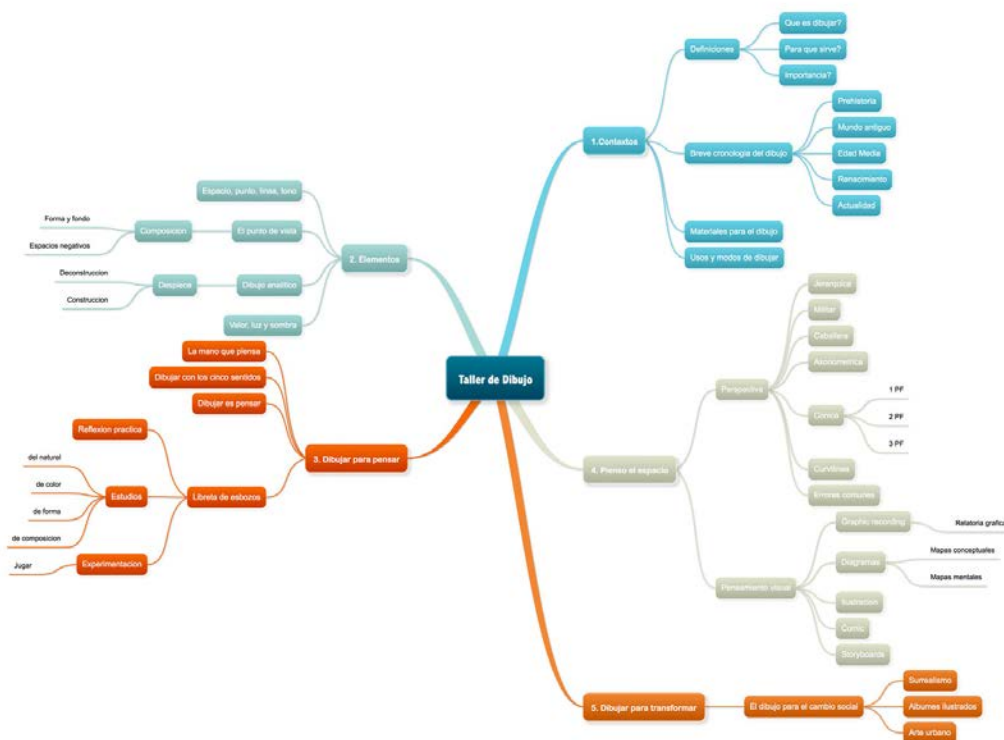 Taller de Dibujo
1.Contextos
Definiciones
Que es dibujar?
Para que sirve?
Importancia?
Breve cronologia del dibujo
Prehistoria
Mundo antiguo
Edad Media
Renacimiento
Actualidad
Materiales para el dibujo
Usos y modos de dibujar
2. Elementos
Espacio, punto, linea, tono
El punto de vista
Composicion
Forma y fondo
Espacios negativos
Dibujo analitico
Despiece
Deconstruccion
Construccion
Valor, luz y sombra
3. Dibujar para pensar
La mano que piensa
Dibujar con los cinco sentidos
Dibujar es pensar
Libreta de esbozos
Reflexion practica
Estudios
del natural
de color
de forma
de composicion
Experimentacion
Jugar
4. Pienso el espacio
Perspectiva
Jerarquica
Militar
Caballera
Axonometrica
Conica
1 PF
2 PF
3 PF
Curvilinea
Errores comunes
Pensamiento visual
Graphic recording
Relatoria grafica
Diagramas
Mapas conceptuales
Mapas mentales
Ilustracion
Comic
Storyboards
5. Dibujar para transformar
El dibujo para el cambio social
Surrealismo
Albumes ilustrados
Arte urbano